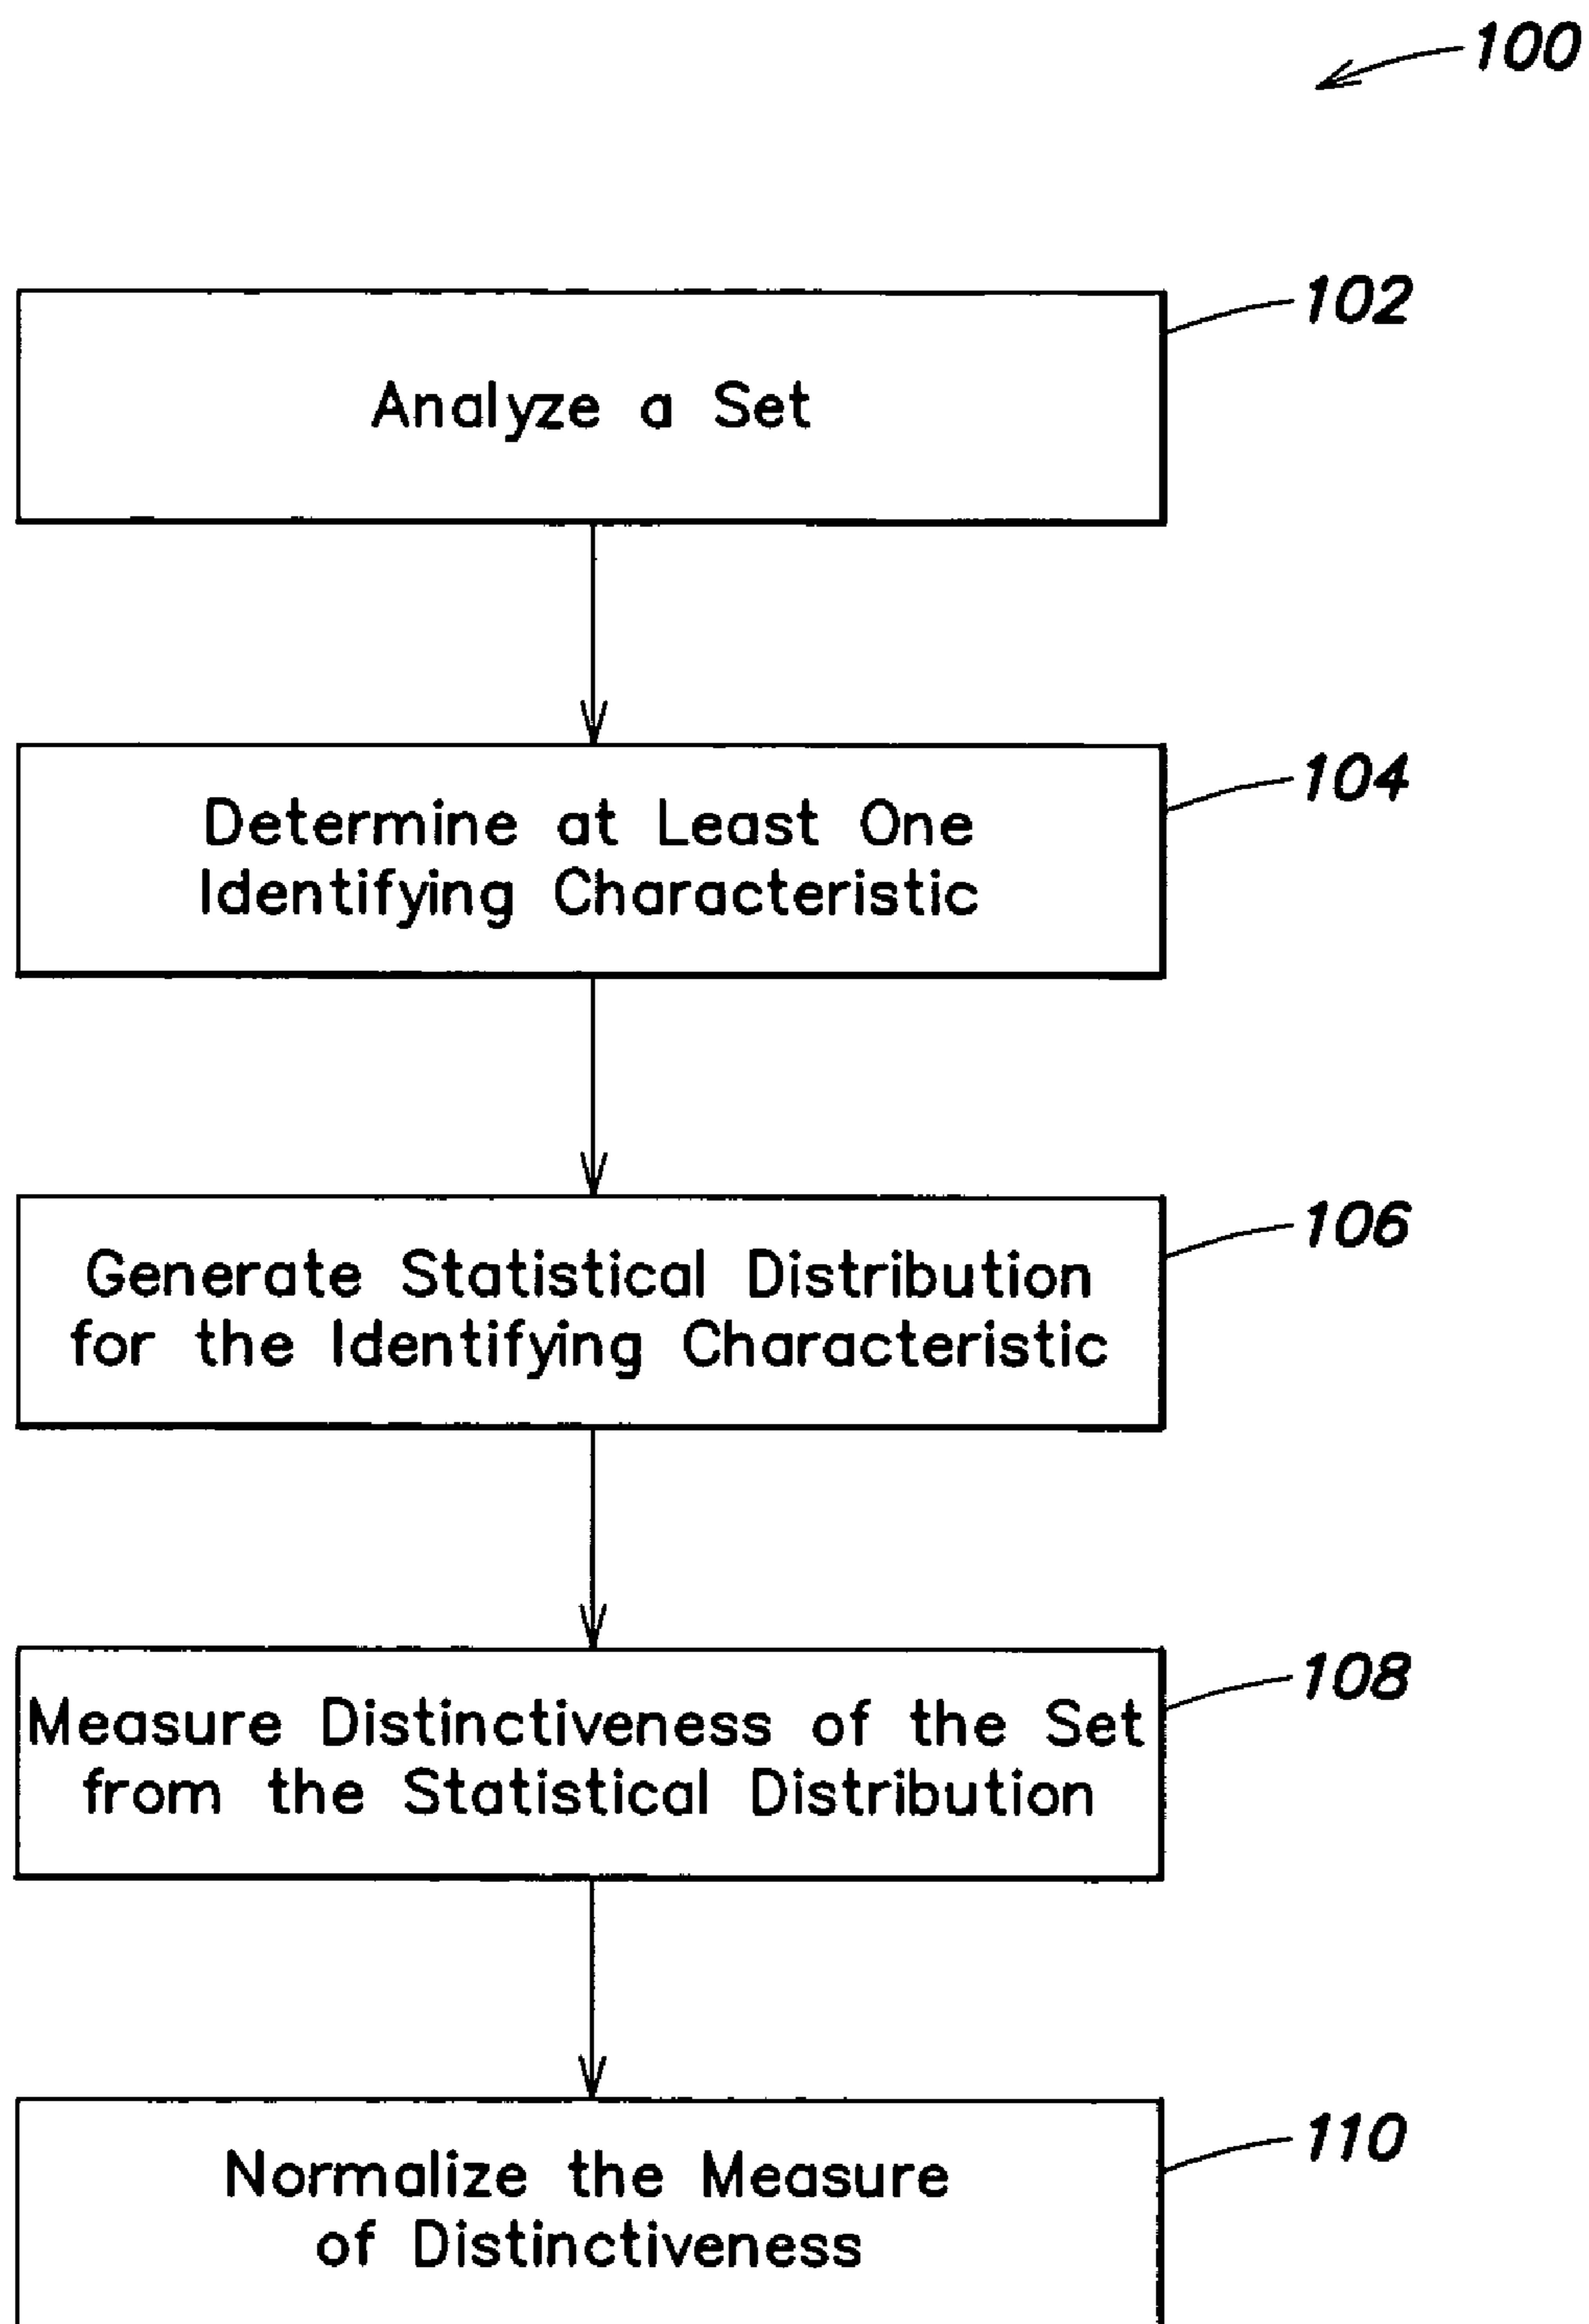 100
102
Analyze a Set
104
Determine at Least One
Identifying Characteristic
106
Generate Statistical Distribution
for the Identifying Characteristic
108
Measure Distinctiveness of the Set
from the Statistical Distribution
110
Normalize the Measure
of Distinctiveness